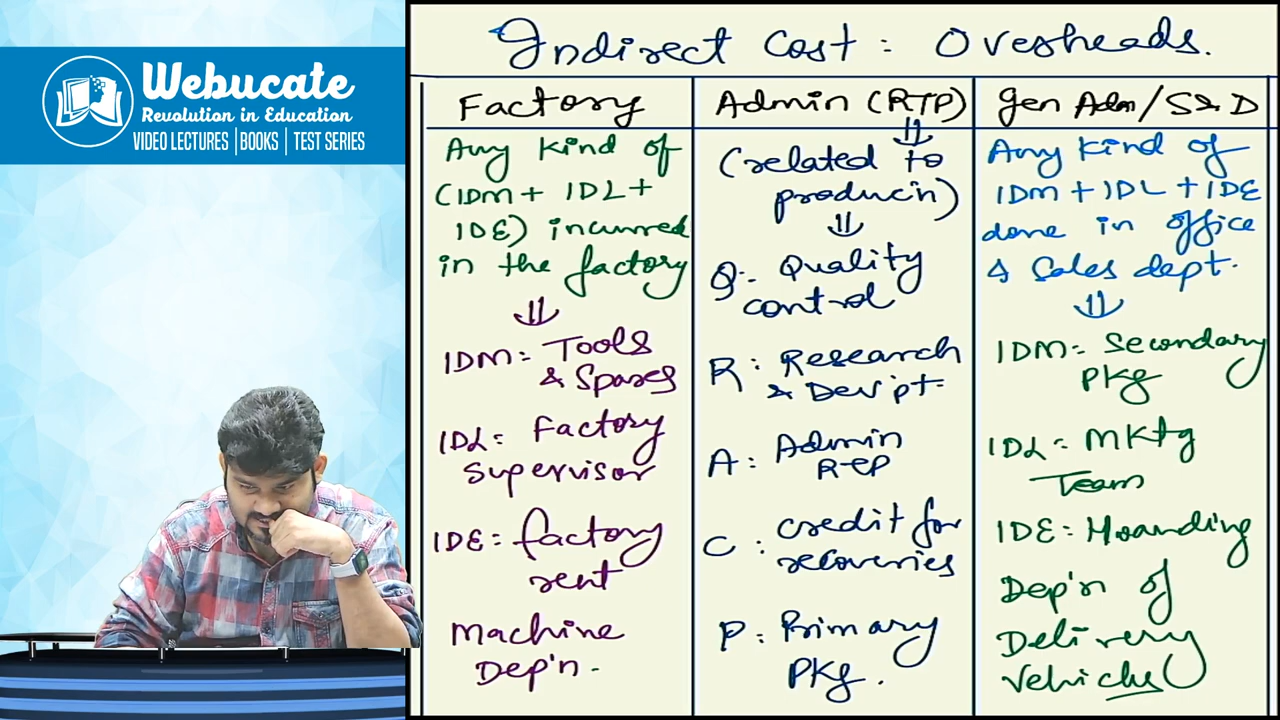 Webucate
Revolution in Education
VIDEO LECTURES | BOOKS | TEST SERIES
Indirect Cost : Overheads.
Factory
Any kind of
(IDM + IDL +
IDE) incurred
in the factory
⇓
IDM = Tools
& Spares
IDL = Factory
Supervisor
IDE = factory
rent
Machine
Dep'n.
Admin (RTP)
⇓
(related to
produc'n)
⇓
Q:- Quality
control
R : Research
& Dev'pt-
A : Admin
RTP
C : credit for
recoveries
P : Primary
PKg.
Gen Adm / S & D
Any kind of
IDM + IDL + IDE
done in office
& Sales dept.
⇓
IDM = Secondary
PKg
IDL = MKtg
Team
IDE = Hoarding
Dep'n of
Delivery
Vehicles